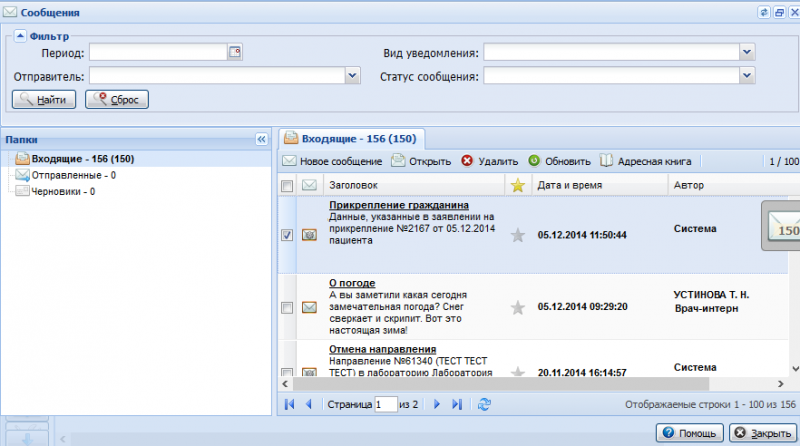 Сообщения
Фильтр
Период:
Вид уведомления:
Отправитель:
Статус сообщения:
Найти
Сброс
Папки
Входящие - 156 (150)
Отправленные - 0
Черновики - 0
Входящие - 156 (150)
Новое сообщение
Открыть
Удалить
Обновить
Адресная книга
1 / 100
Заголовок
Дата и время
Автор
Прикрепление гражданина
Данные, указанные в заявлении на
прикрепление №2167 от 05.12.2014
пациента
05.12.2014 11:50:44
Система
150
О погоде
А вы заметили какая сегодня
замечательная погода? Снег
сверкает и скрипит. Вот это
настоящая зима!
05.12.2014 09:29:20
УСТИНОВА Т. Н.
Врач-интерн
Отмена направления
Направление №61340 (ТЕСТ ТЕСТ
ТЕСТ) в лабораторию Лаборатория
20.11.2014 16:14:57
Система
Страница 1 из 2
Отображаемые строки 1 - 100 из 156
Помощь
Закрыть